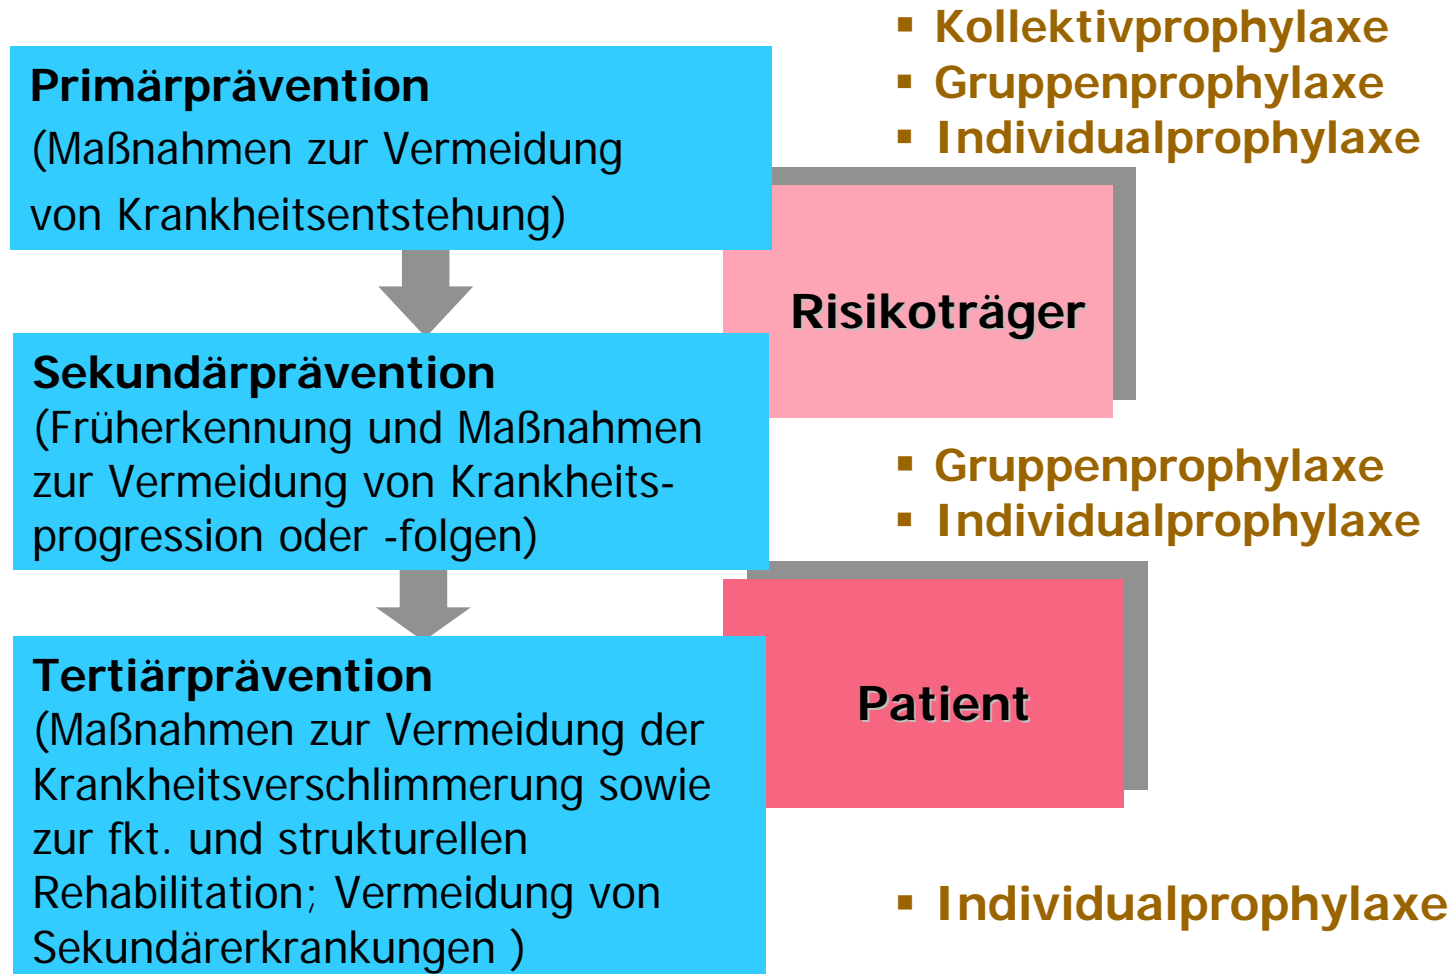 Primärprävention
(Maßnahmen zur Vermeidung
von Krankheitsentstehung)
▪ Kollektivprophylaxe
▪ Gruppenprophylaxe
▪ Individualprophylaxe
Risikoträger
Sekundärprävention
(Früherkennung und Maßnahmen
zur Vermeidung von Krankheits-
progression oder -folgen)
▪ Gruppenprophylaxe
▪ Individualprophylaxe
Patient
Tertiärprävention
(Maßnahmen zur Vermeidung der
Krankheitsverschlimmerung sowie
zur fkt. und strukturellen
Rehabilitation; Vermeidung von
Sekundärerkrankungen )
▪ Individualprophylaxe